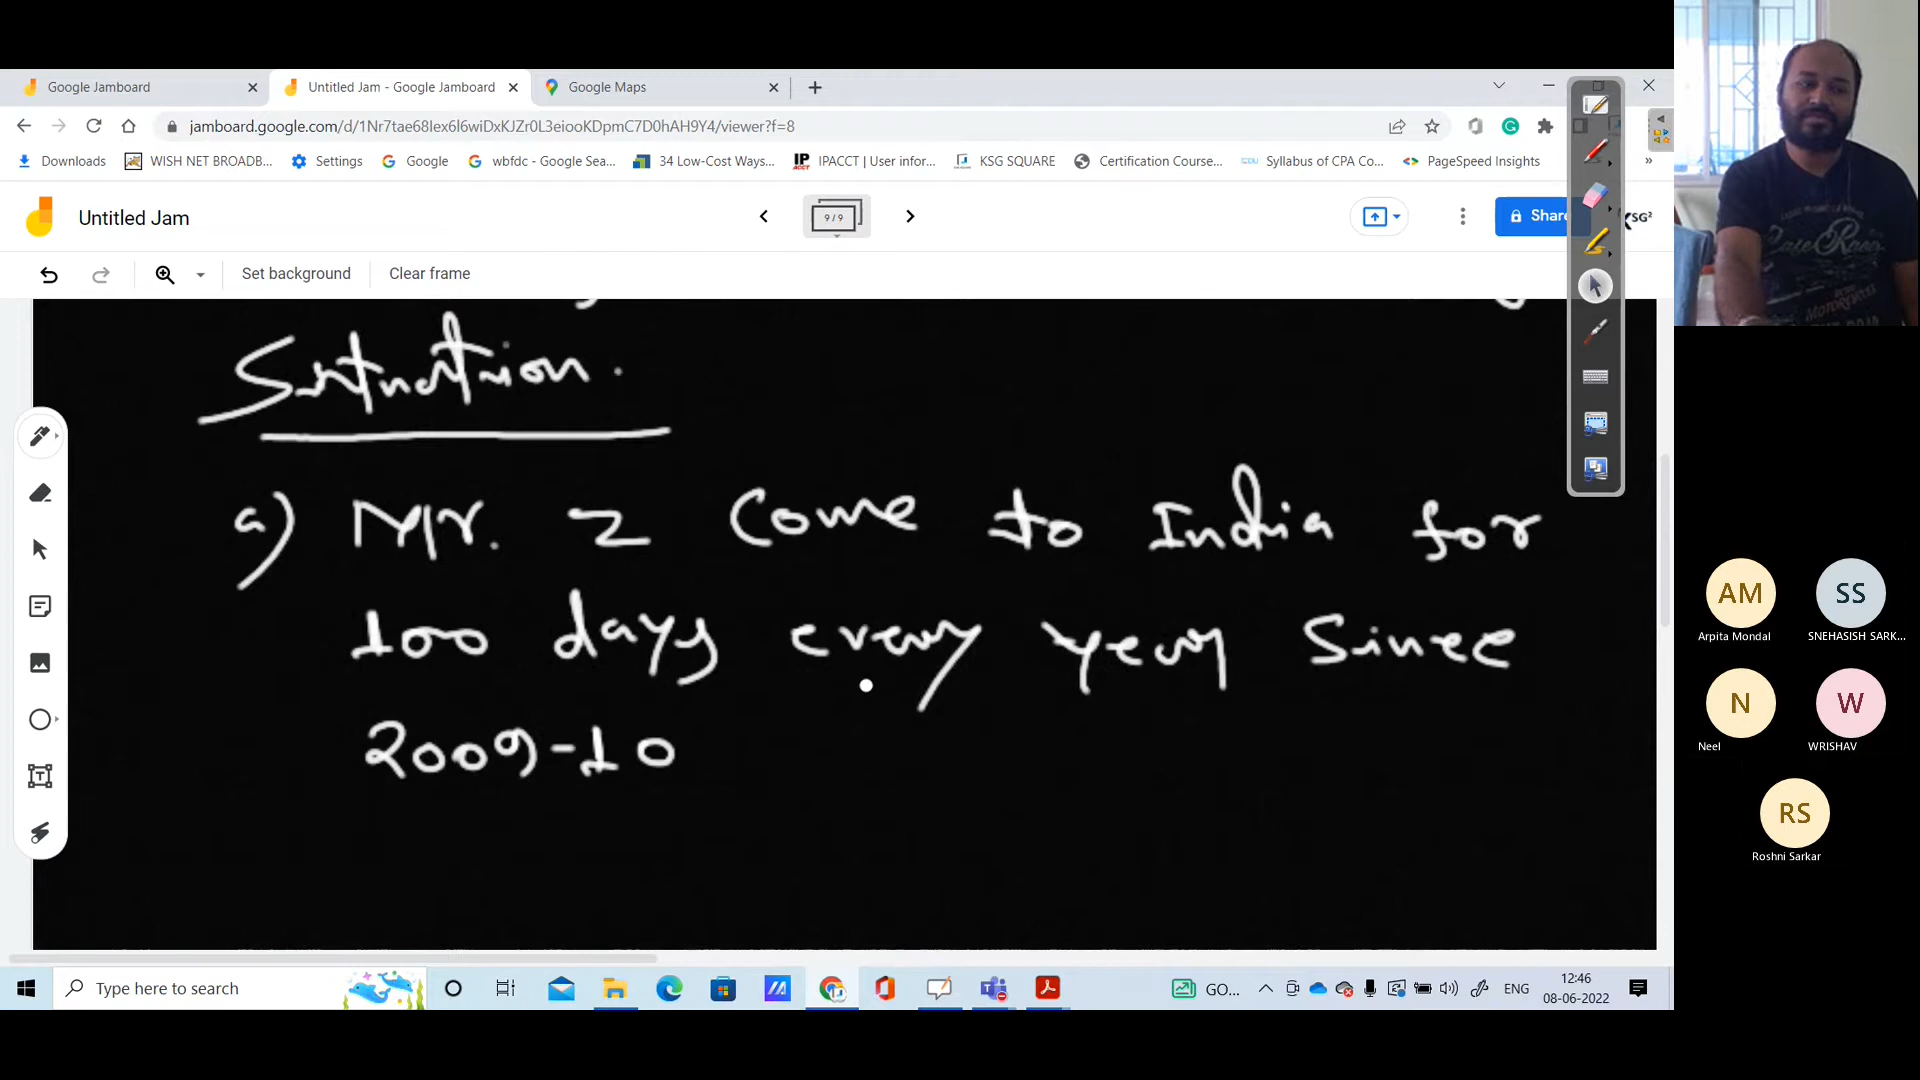 Google Jamboard
Untitled Jam - Google Jamboard
Google Maps
jamboard.google.com/d/1Nr7tae68Iex6l6wiDxKJZr0L3eiooKDpmC7D0hAH9Y4/viewer?f=8
Downloads
WISH NET BROADB...
Settings
Google
wbfdc - Google Sea...
34 Low-Cost Ways...
IPACCT | User infor...
KSG SQUARE
Certification Course...
Syllabus of CPA Co...
PageSpeed Insights
Untitled Jam
9 / 9
Share
KSG²
Set background
Clear frame
Situation.
a) Mr. Z Come to India for
100 days every year Since
2009-10
AM
Arpita Mondal
SS
SNEHASISH SARK...
N
Neel
W
WRISHAV
RS
Roshni Sarkar
Type here to search
GO...
ENG
12:46
08-06-2022